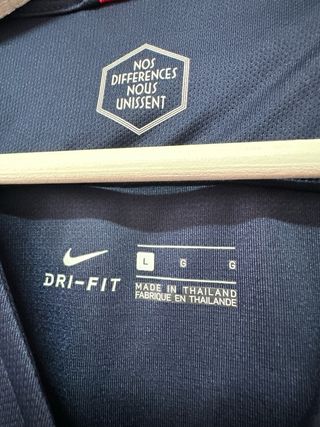 NOS
DIFFERENCES
NOUS
UNISSENT
DRI-FIT
L G G
MADE IN THAILAND
FABRIQUE EN THAILANDE